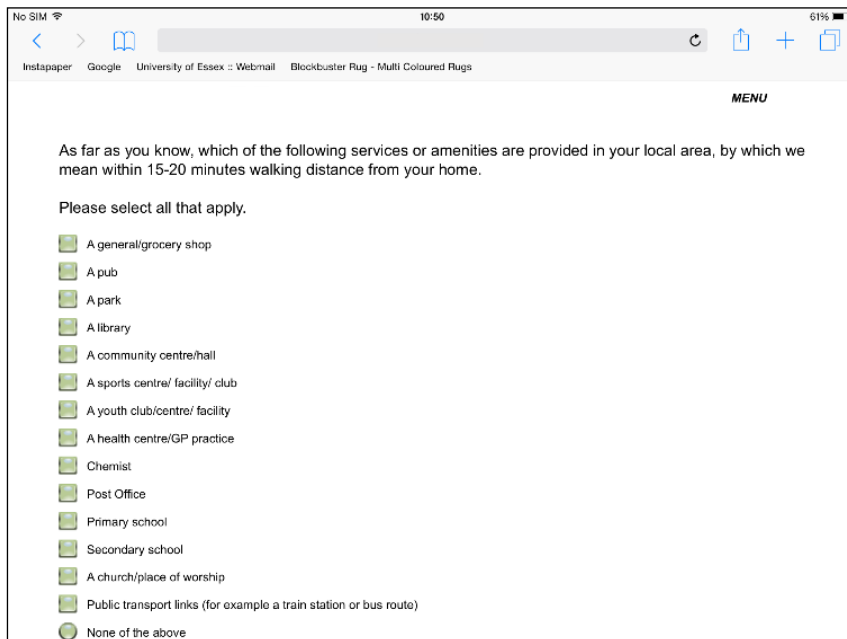 No SIM 10:50 61%
Instapaper Google University of Essex :: Webmail Blockbuster Rug - Multi Coloured Rugs
MENU
As far as you know, which of the following services or amenities are provided in your local area, by which we
mean within 15-20 minutes walking distance from your home.
Please select all that apply.
A general/grocery shop
A pub
A park
A library
A community centre/hall
A sports centre/ facility/ club
A youth club/centre/ facility
A health centre/GP practice
Chemist
Post Office
Primary school
Secondary school
A church/place of worship
Public transport links (for example a train station or bus route)
None of the above